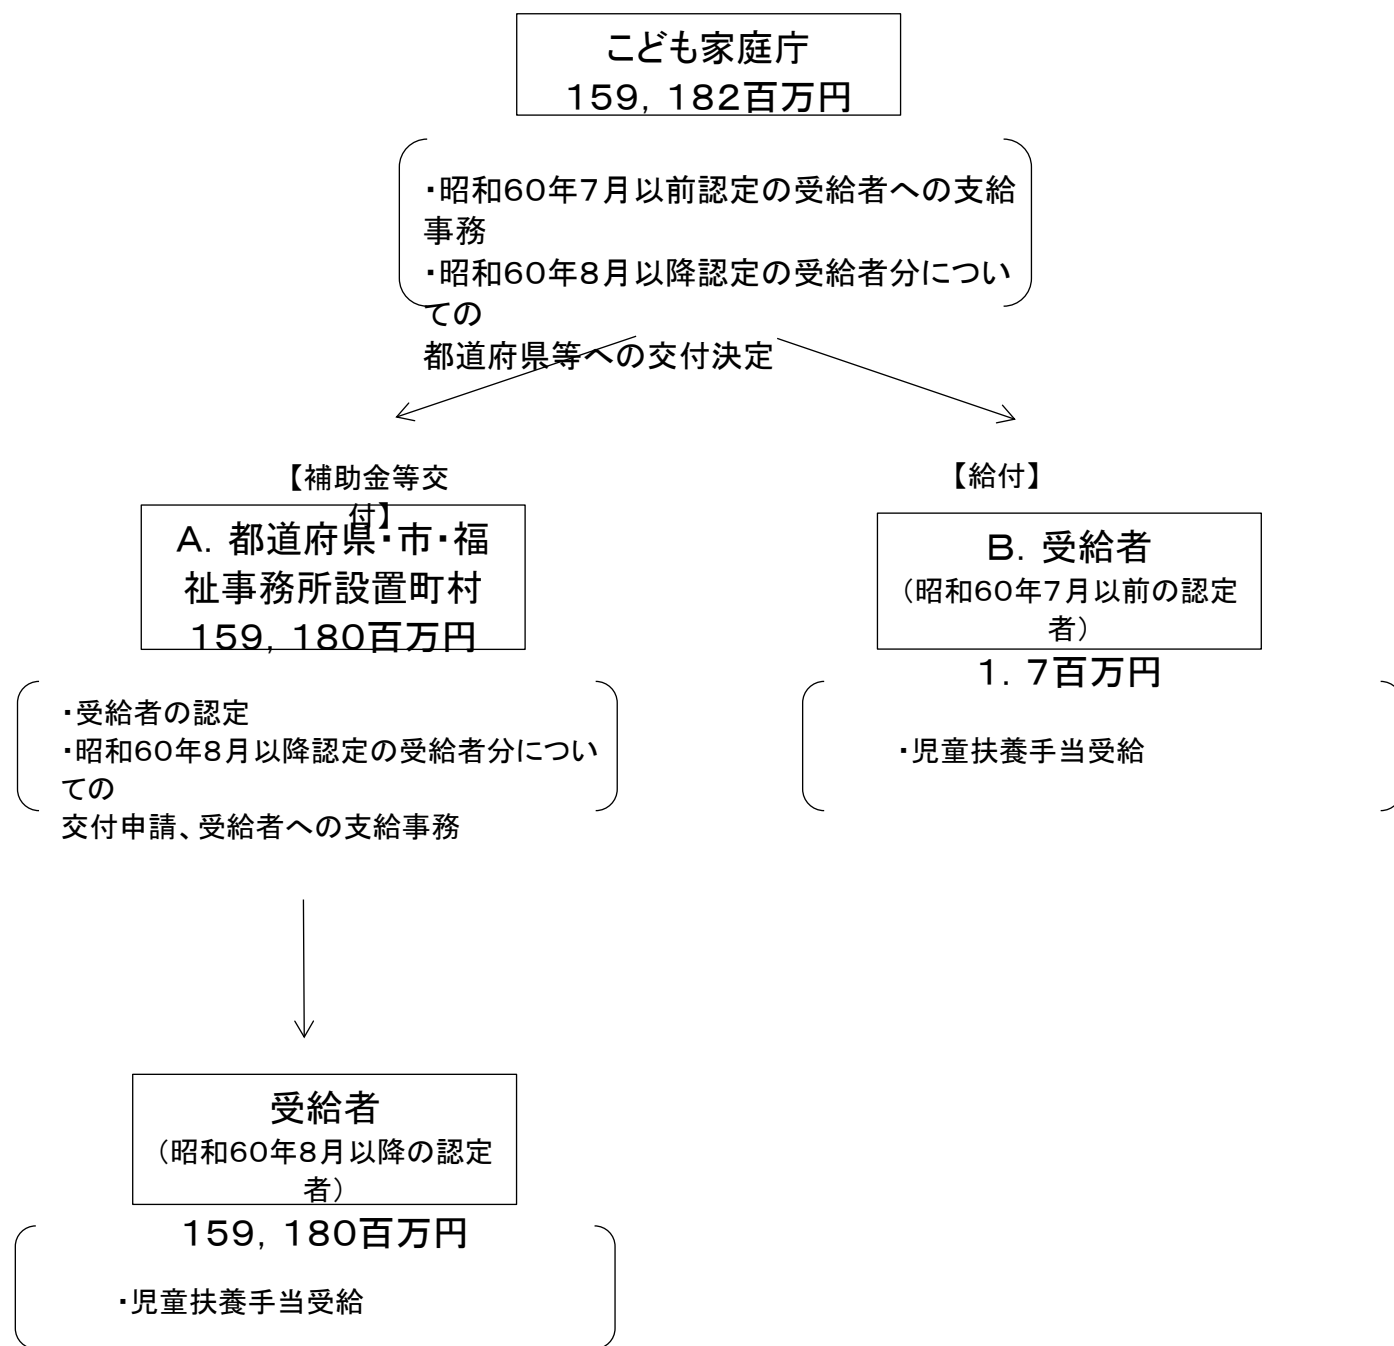 こども家庭庁
159，182百万円
・昭和60年7月以前認定の受給者への支給
事務
・昭和60年8月以降認定の受給者分につい
ての
都道府県等への交付決定
【補助金等交
付】
A．都道府県・市・福
祉事務所設置町村
159，180百万円
・受給者の認定
・昭和60年8月以降認定の受給者分につい
ての
交付申請、受給者への支給事務
【給付】
B．受給者
（昭和60年7月以前の認定
者）
1．7百万円
・児童扶養手当受給
受給者
（昭和60年8月以降の認定
者）
159，180百万円
・児童扶養手当受給